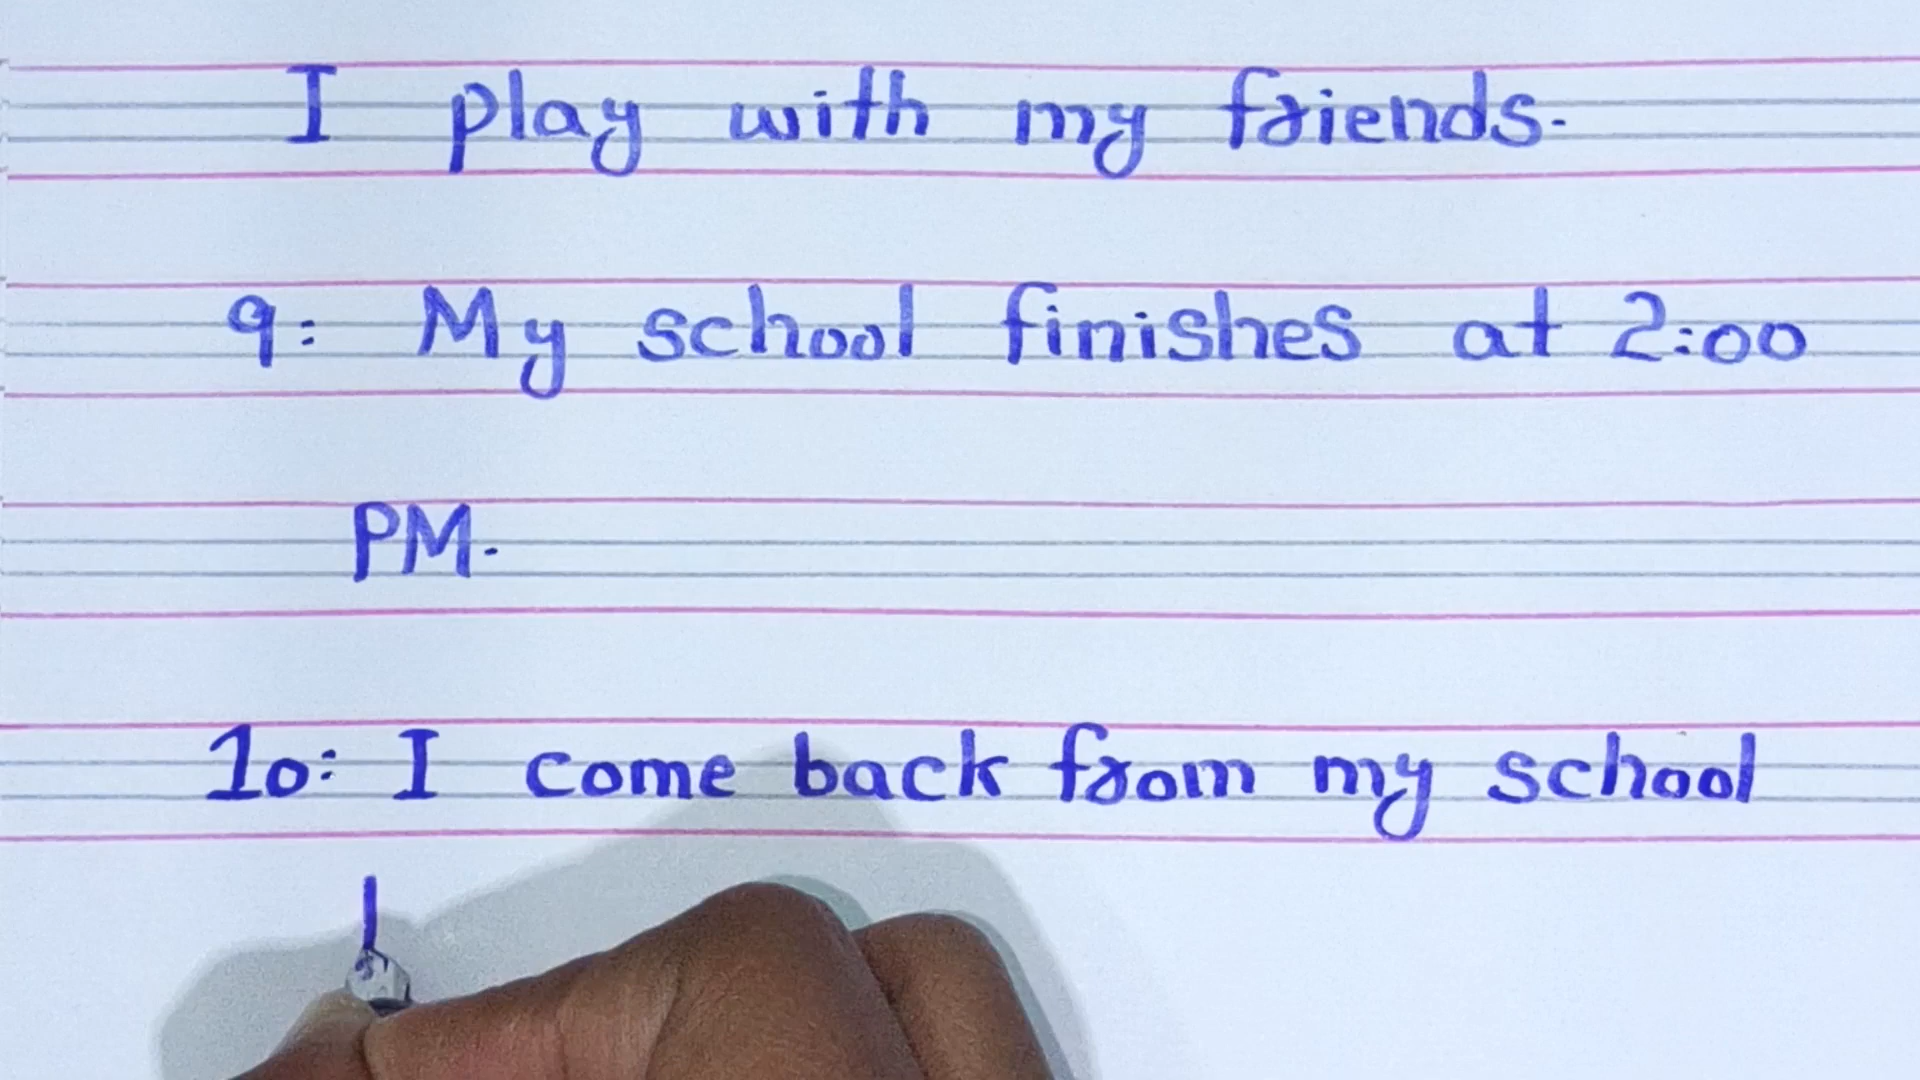 I play with my friends.
9: My school finishes at 2:00
PM.
10: I come back from my school